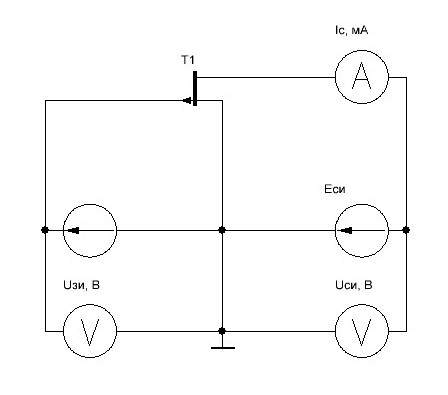 Iс, мА
A
T1
Eси
Uзи, В
Uси, В
V
V